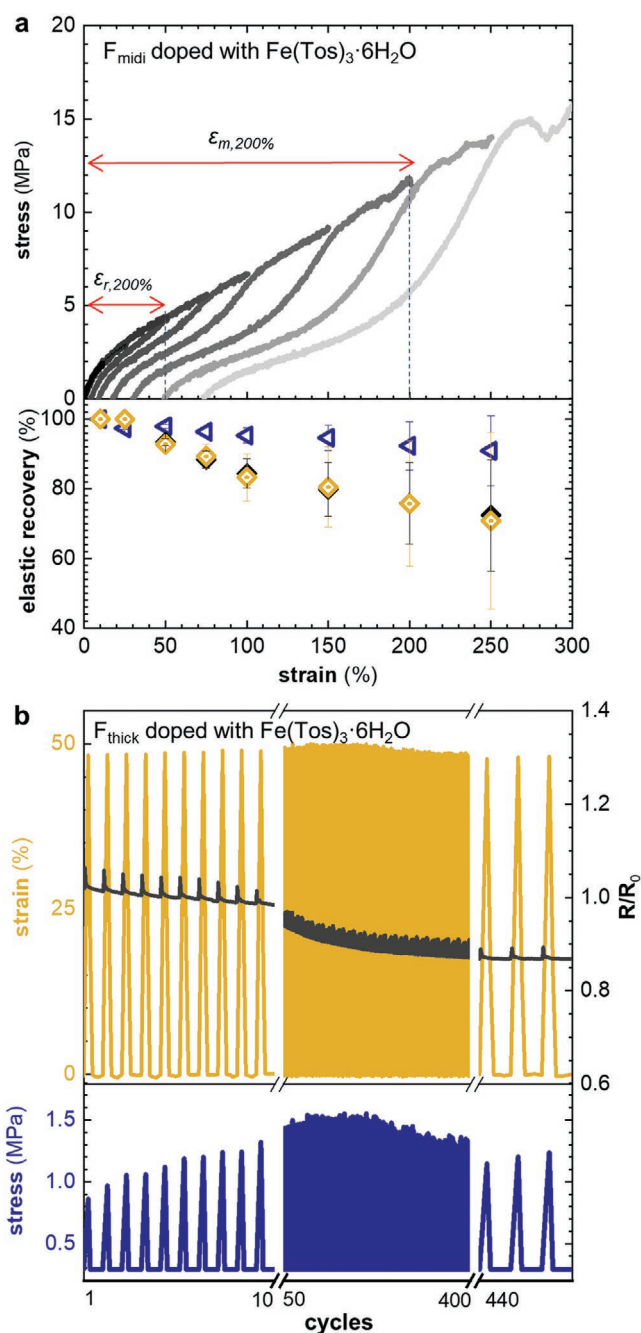 a
F_midi doped with Fe(Tos)₃·6H₂O
20
15
10
5
0
stress (MPa)
ε_m,200%
ε_r,200%
100
80
60
40
elastic recovery (%)
0 50 100 150 200 250 300
strain (%)
b
F_thick doped with Fe(Tos)₃·6H₂O
50
25
0
strain (%)
1.4
1.2
1.0
0.8
0.6
R/R₀
1.5
1.0
0.5
stress (MPa)
1 10 50 400 440
cycles